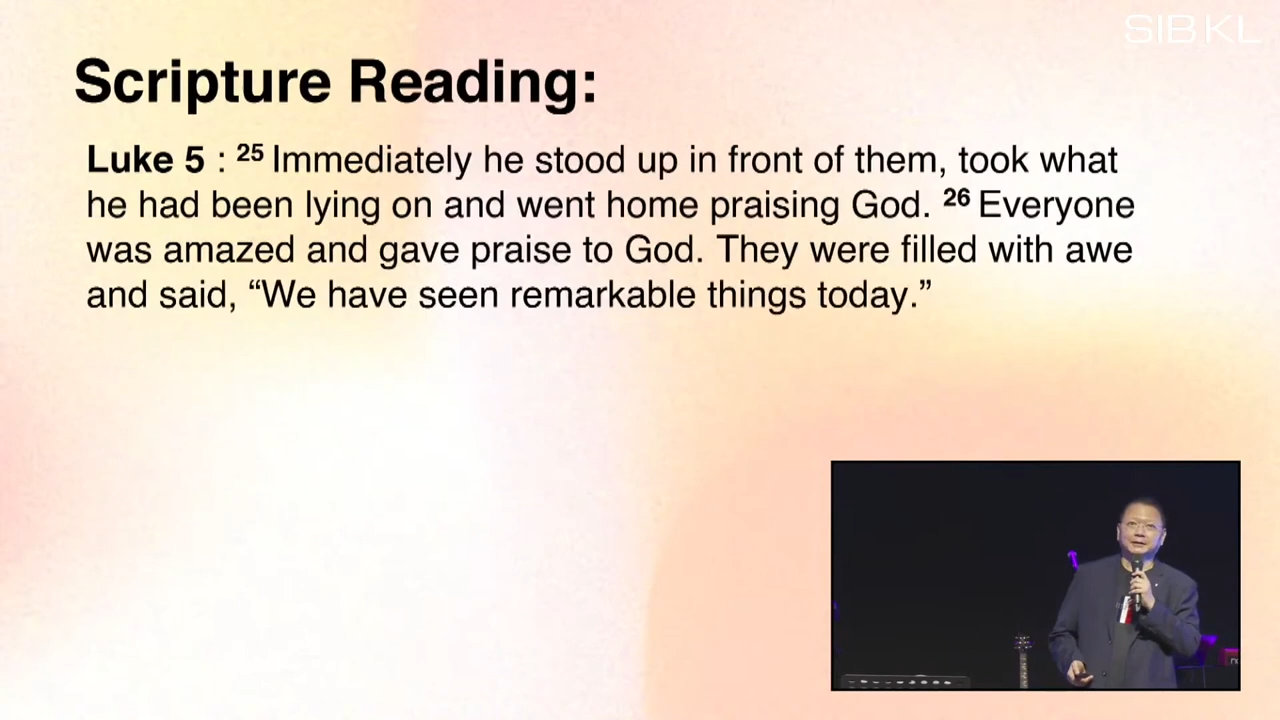 SIBKL
Scripture Reading:
Luke 5 : 25 Immediately he stood up in front of them, took what
he had been lying on and went home praising God. 26 Everyone
was amazed and gave praise to God. They were filled with awe
and said, “We have seen remarkable things today.”